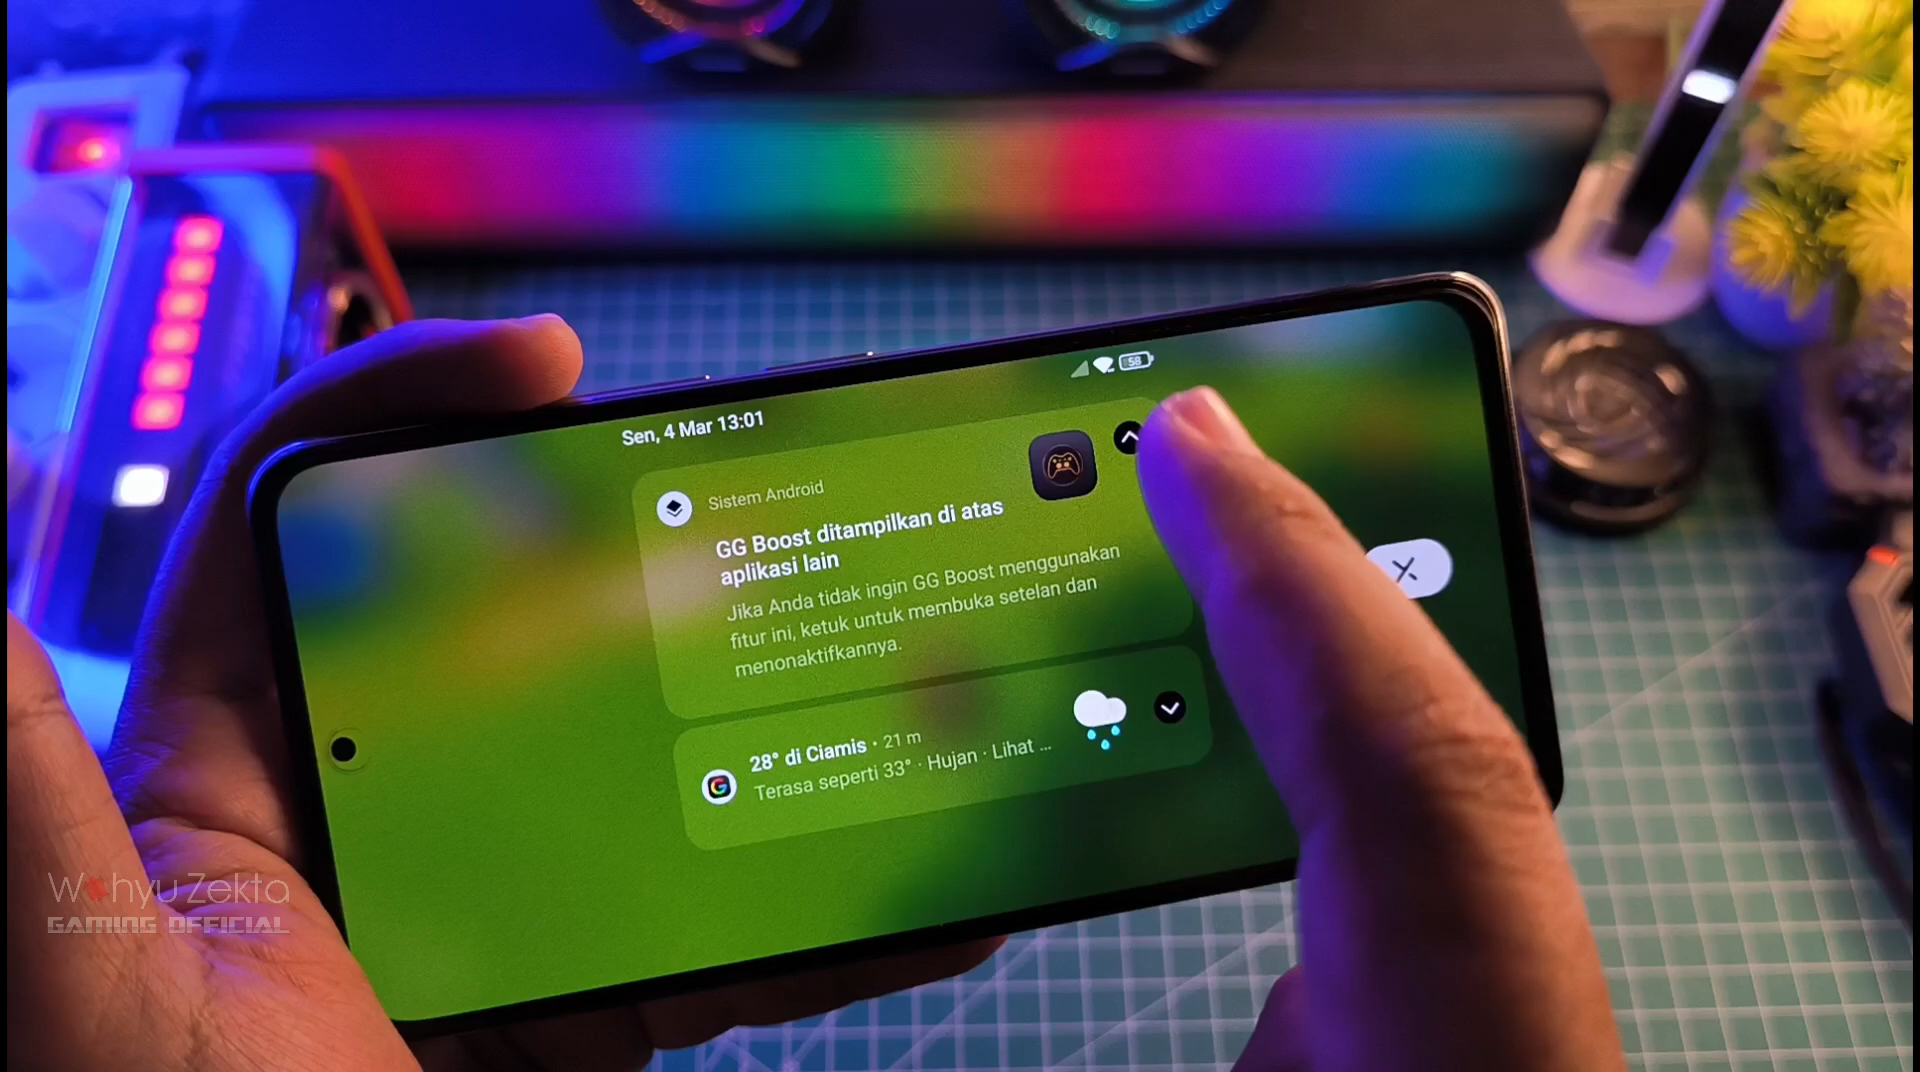 Sen, 4 Mar 13:01
58
Sistem Android
GG Boost ditampilkan di atas
aplikasi lain
Jika Anda tidak ingin GG Boost menggunakan
fitur ini, ketuk untuk membuka setelan dan
menonaktifkannya.
28° di Ciamis • 21 m
Terasa seperti 33° · Hujan · Lihat ...
G
Wahyu Zekta
GAMING OFFICIAL